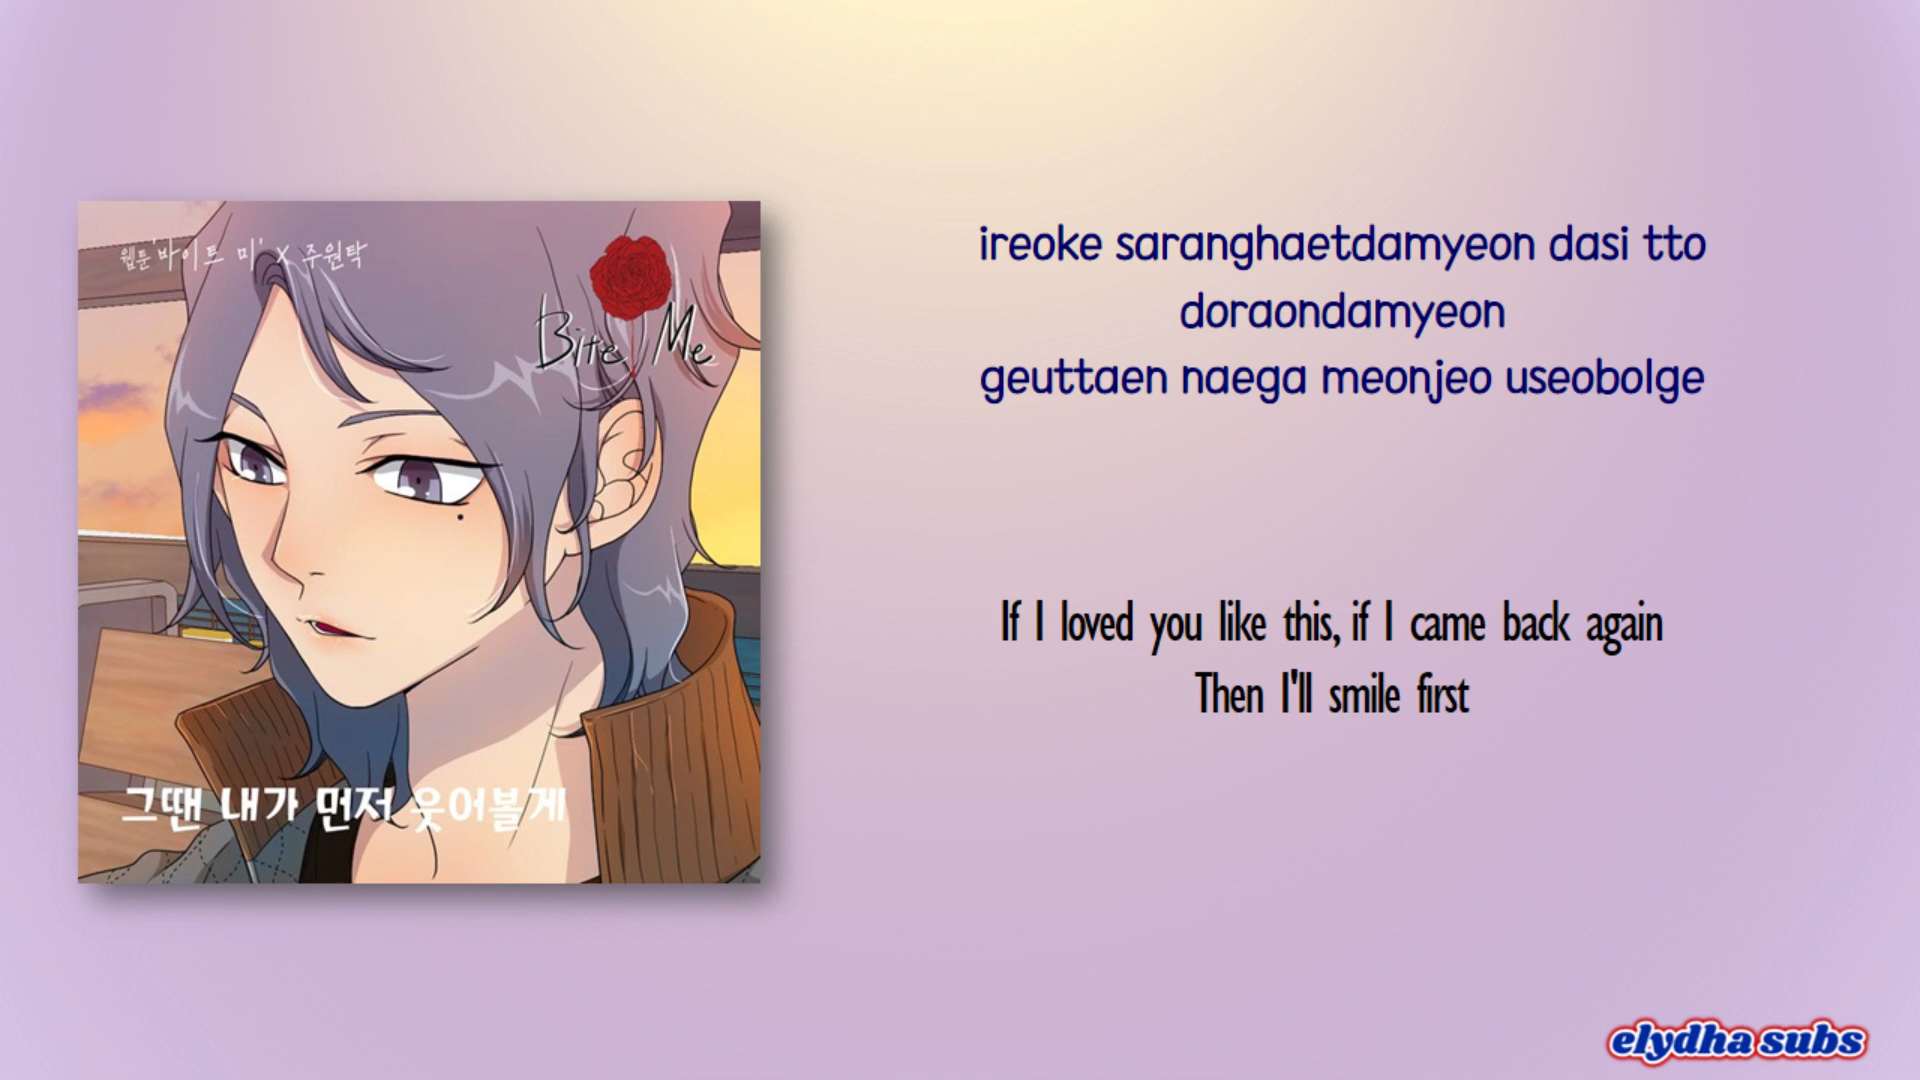 웹툰 '바이트 미' X 주원탁
Bite Me
그땐 내가 먼저 웃어볼게
ireoke saranghaetdamyeon dasi tto
doraondamyeon
geuttaen naega meonjeo useobolge
If I loved you like this, if I came back again
Then I'll smile first
elydha subs